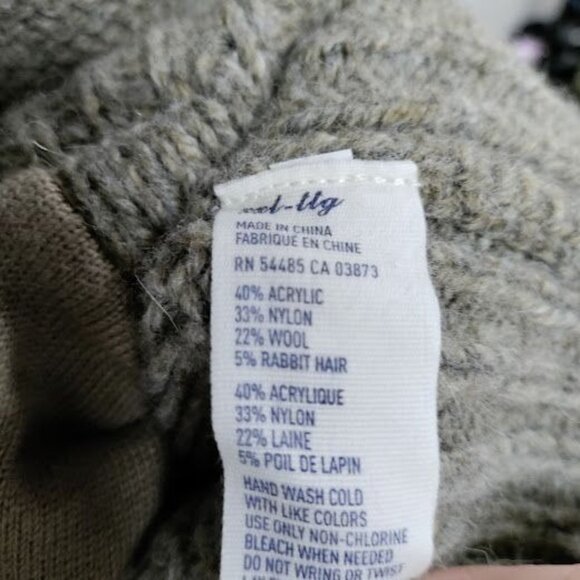 MADE IN CHINA
FABRIQUE EN CHINE
RN 54485 CA 03873
40% ACRYLIC
33% NYLON
22% WOOL
5% RABBIT HAIR
40% ACRYLIQUE
33% NYLON
22% LAINE
5% POIL DE LAPIN
HAND WASH COLD
WITH LIKE COLORS
USE ONLY NON-CHLORINE
BLEACH WHEN NEEDED
DO NOT WRING OR TWIST